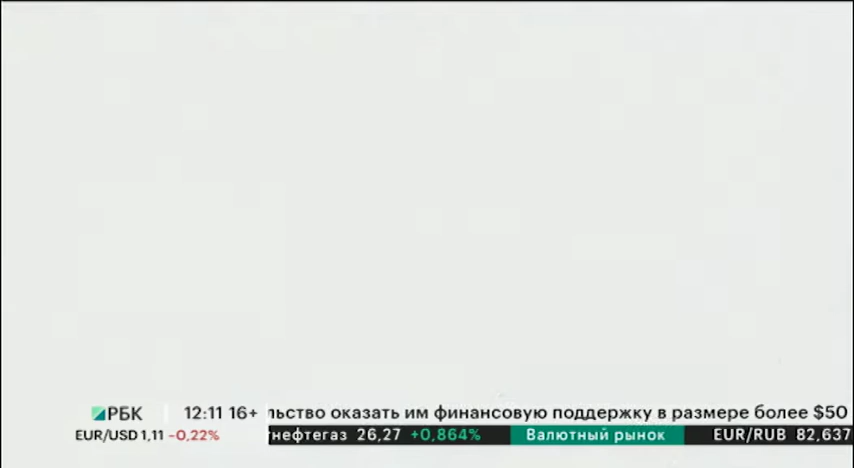 РБК 12:11 16+ льство оказать им финансовую поддержку в размере более $50
EUR/USD 1,11 -0,22% нефтегаз 26,27 +0,864% Валютный рынок EUR/RUB 82,637